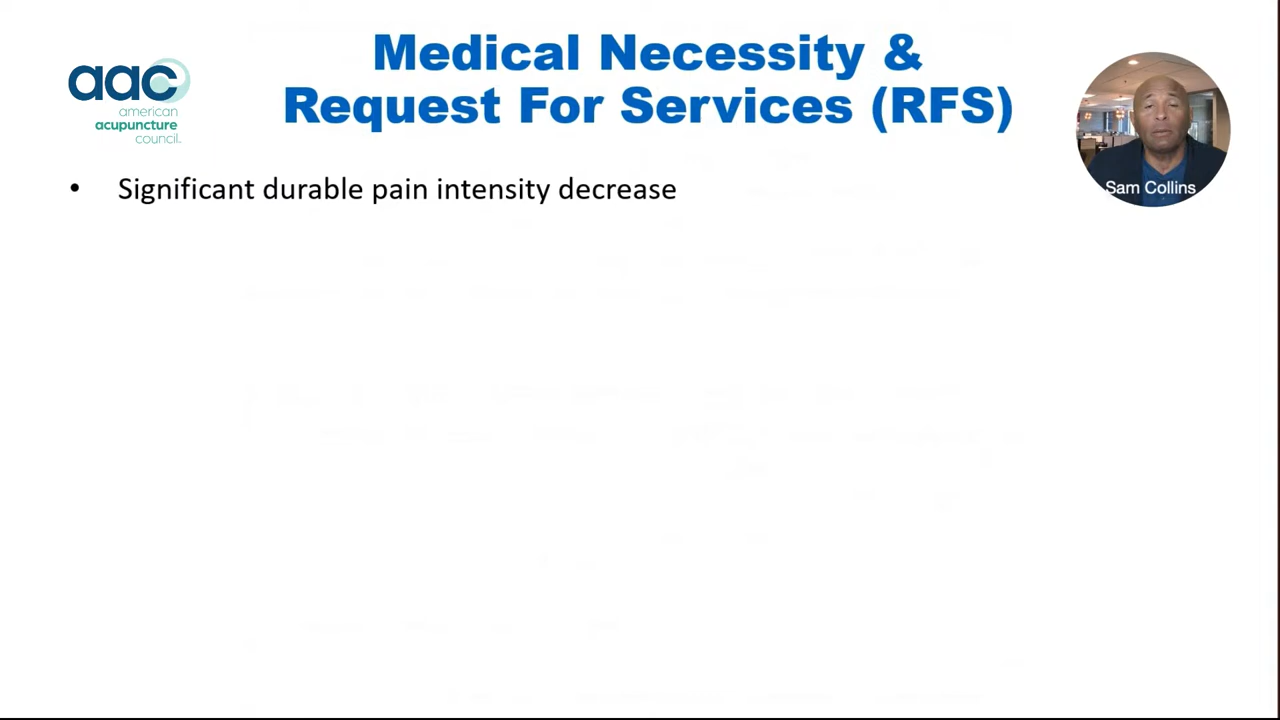 Medical Necessity &
Request For Services (RFS)
aac
american
acupuncture
council
Sam Collins
• Significant durable pain intensity decrease